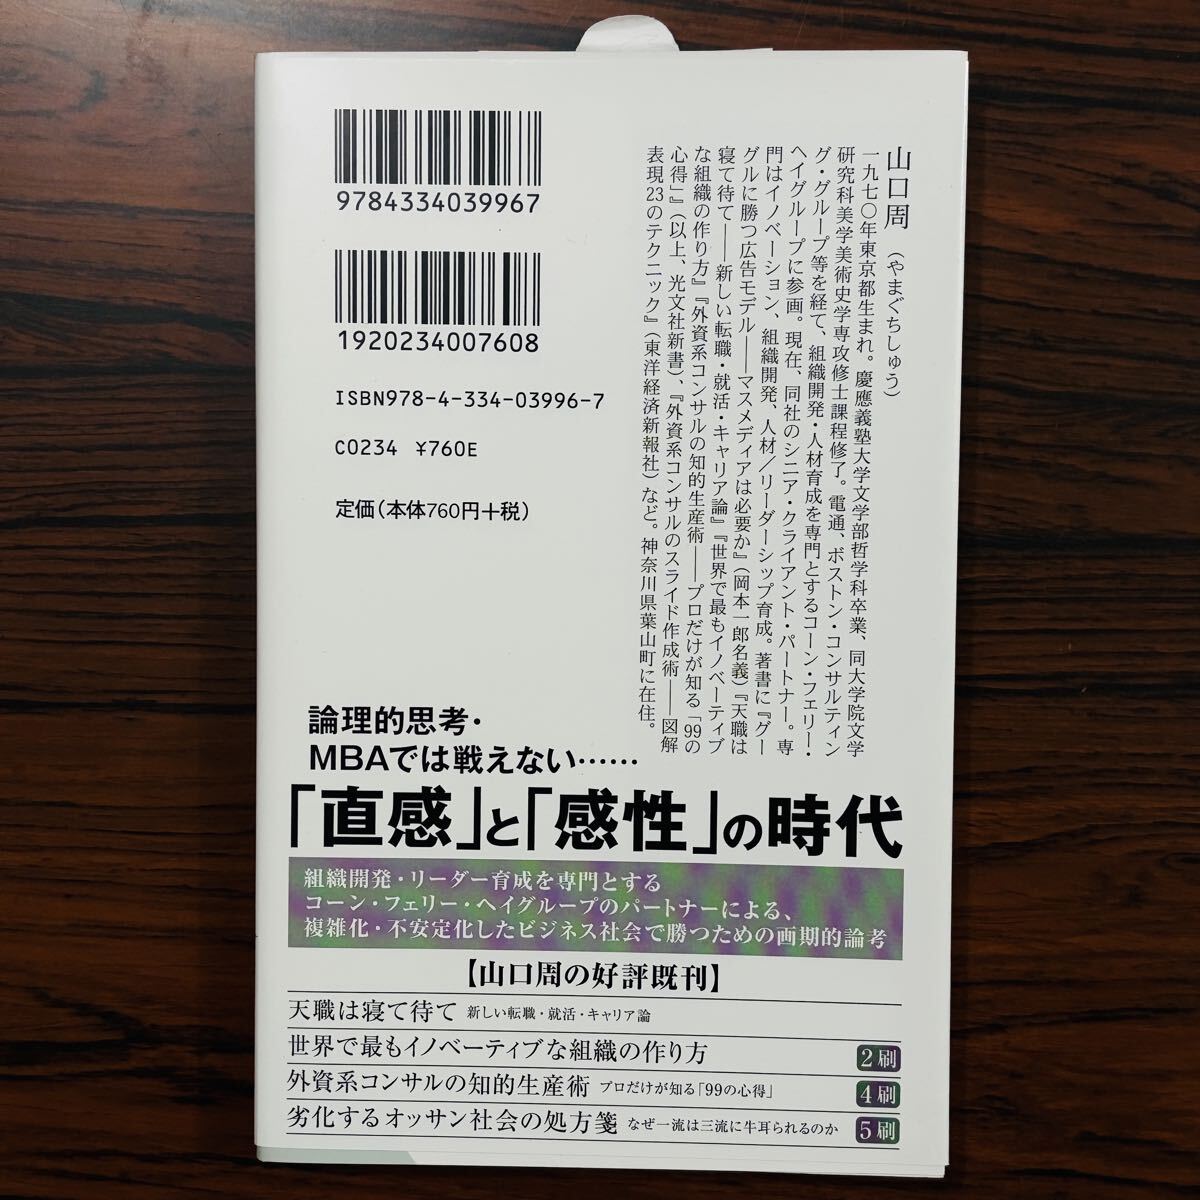 9784334039967
1920234007608
ISBN978-4-334-03996-7
C0234 ¥760E
定価(本体760円+税)
山口周(やまぐちしゅう)
一九七〇年東京都生まれ。慶應義塾大学文学部哲学科卒業、同大学院文学
研究科美学美術史学専攻修士課程修了。電通、ボストン・コンサルティン
グ・グループ等を経て、組織開発・人材育成を専門とするコーン・フェリー・
ヘイグループに参画。現在、同社のシニア・クライアント・パートナー。専
門はイノベーション、組織開発、人材/リーダーシップ育成。著書に『グー
グルに勝つ広告モデル――マスメディアは必要か』(岡本一郎名義)『天職は
寝て待て――新しい転職・就活・キャリア論』『世界で最もイノベーティブ
な組織の作り方』『外資系コンサルの知的生産術――プロだけが知る「99の
心得」』(以上、光文社新書)、『外資系コンサルのスライド作成術――図解
表現23のテクニック』(東洋経済新報社)など。神奈川県葉山町に在住。
論理的思考・
MBAでは戦えない……
「直感」と「感性」の時代
組織開発・リーダー育成を専門とする
コーン・フェリー・ヘイグループのパートナーによる、
複雑化・不安定化したビジネス社会で勝つための画期的論考
【山口周の好評既刊】
天職は寝て待て 新しい転職・就活・キャリア論
世界で最もイノベーティブな組織の作り方 2刷
外資系コンサルの知的生産術 プロだけが知る「99の心得」 4刷
劣化するオッサン社会の処方箋 なぜ一流は三流に牛耳られるのか 5刷